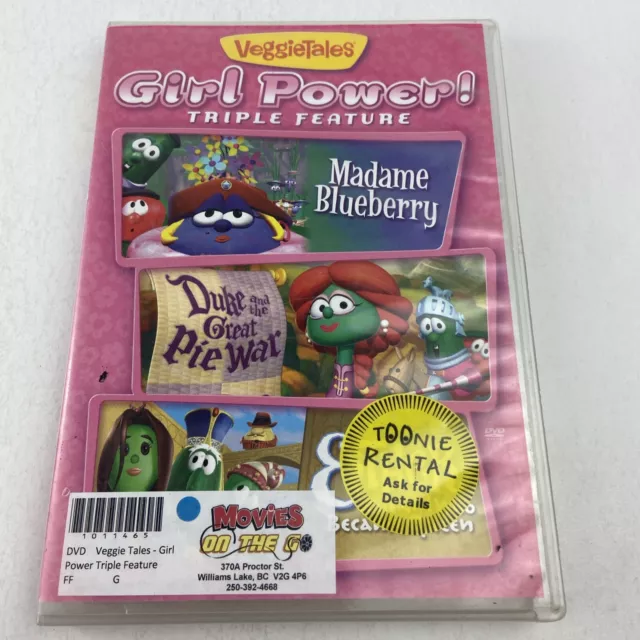 VeggieTales
Girl Power!
TRIPLE FEATURE
Madame
Blueberry
Duke and the
Great
Pie War
DVD
TOONIE
RENTAL
Ask for
Details
Queen
1011465
DVD Veggie Tales - Girl
Power Triple Feature
FF G
MOVIES
ON THE GO
370A Proctor St.
Williams Lake, BC V2G 4P6
250-392-4668